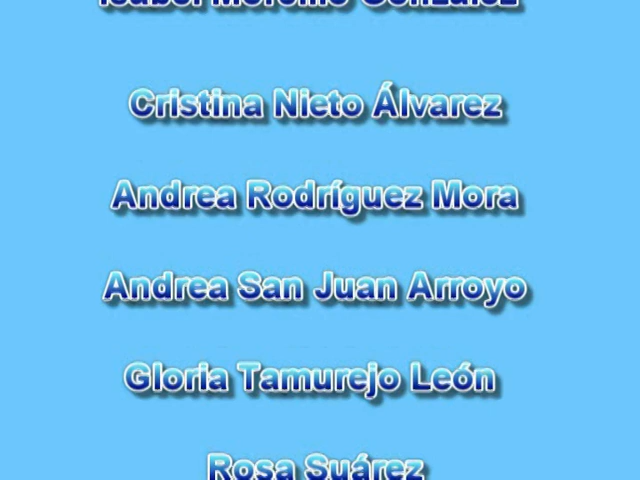 Cristina Nieto Álvarez
Andrea Rodríguez Mora
Andrea San Juan Arroyo
Gloria Tamurejo León
Rosa Suárez